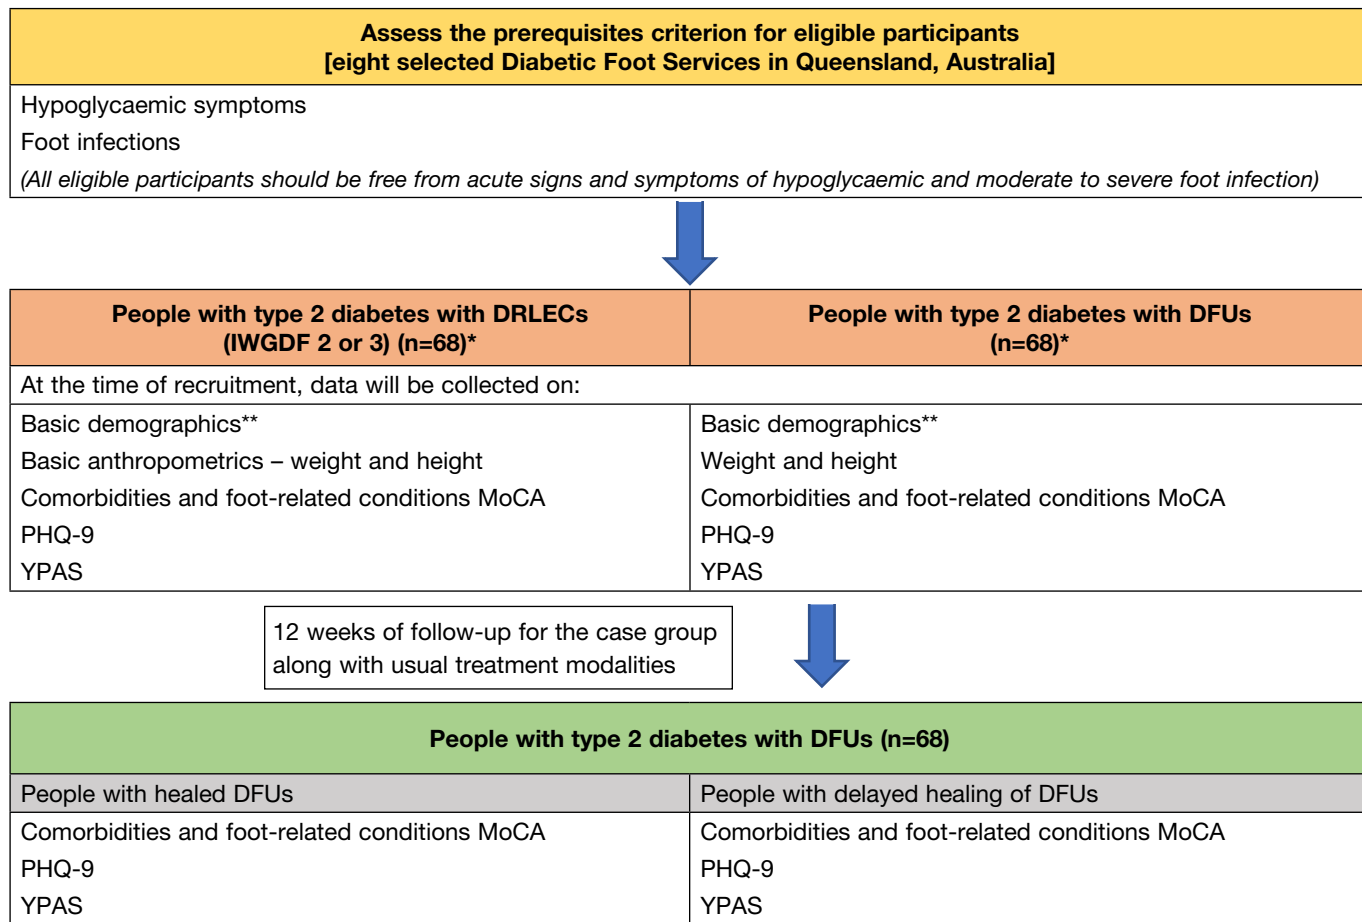 Assess the prerequisites criterion for eligible participants
[eight selected Diabetic Foot Services in Queensland, Australia]
Hypoglycaemic symptoms
Foot infections
(All eligible participants should be free from acute signs and symptoms of hypoglycaemic and moderate to severe foot infection)
People with type 2 diabetes with DRLECs
(IWGDF 2 or 3) (n=68)*
People with type 2 diabetes with DFUs
(n=68)*
At the time of recruitment, data will be collected on:
Basic demographics**
Basic anthropometrics – weight and height
Comorbidities and foot-related conditions MoCA
PHQ-9
YPAS
Basic demographics**
Weight and height
Comorbidities and foot-related conditions MoCA
PHQ-9
YPAS
12 weeks of follow-up for the case group
along with usual treatment modalities
People with type 2 diabetes with DFUs (n=68)
People with healed DFUs
Comorbidities and foot-related conditions MoCA
PHQ-9
YPAS
People with delayed healing of DFUs
Comorbidities and foot-related conditions MoCA
PHQ-9
YPAS